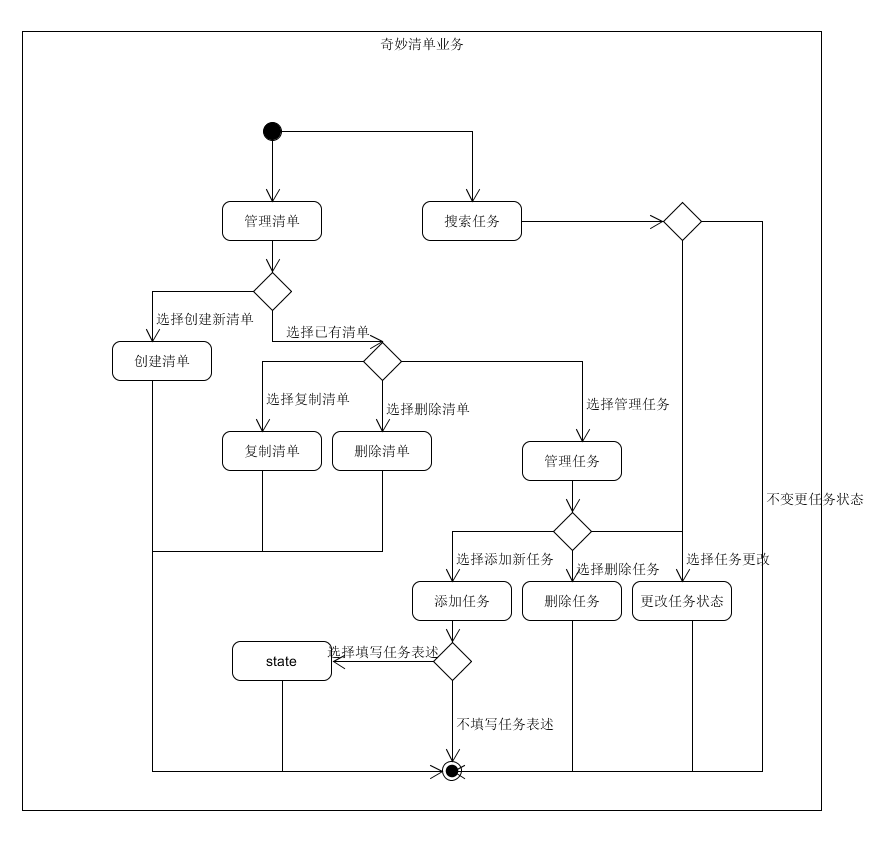 奇妙清单业务
管理清单
搜索任务
选择创建新清单
选择已有清单
创建清单
选择复制清单
选择删除清单
选择管理任务
复制清单
删除清单
管理任务
不变更任务状态
选择添加新任务
选择删除任务
选择任务更改
添加任务
删除任务
更改任务状态
选择填写任务表述
state
不填写任务表述